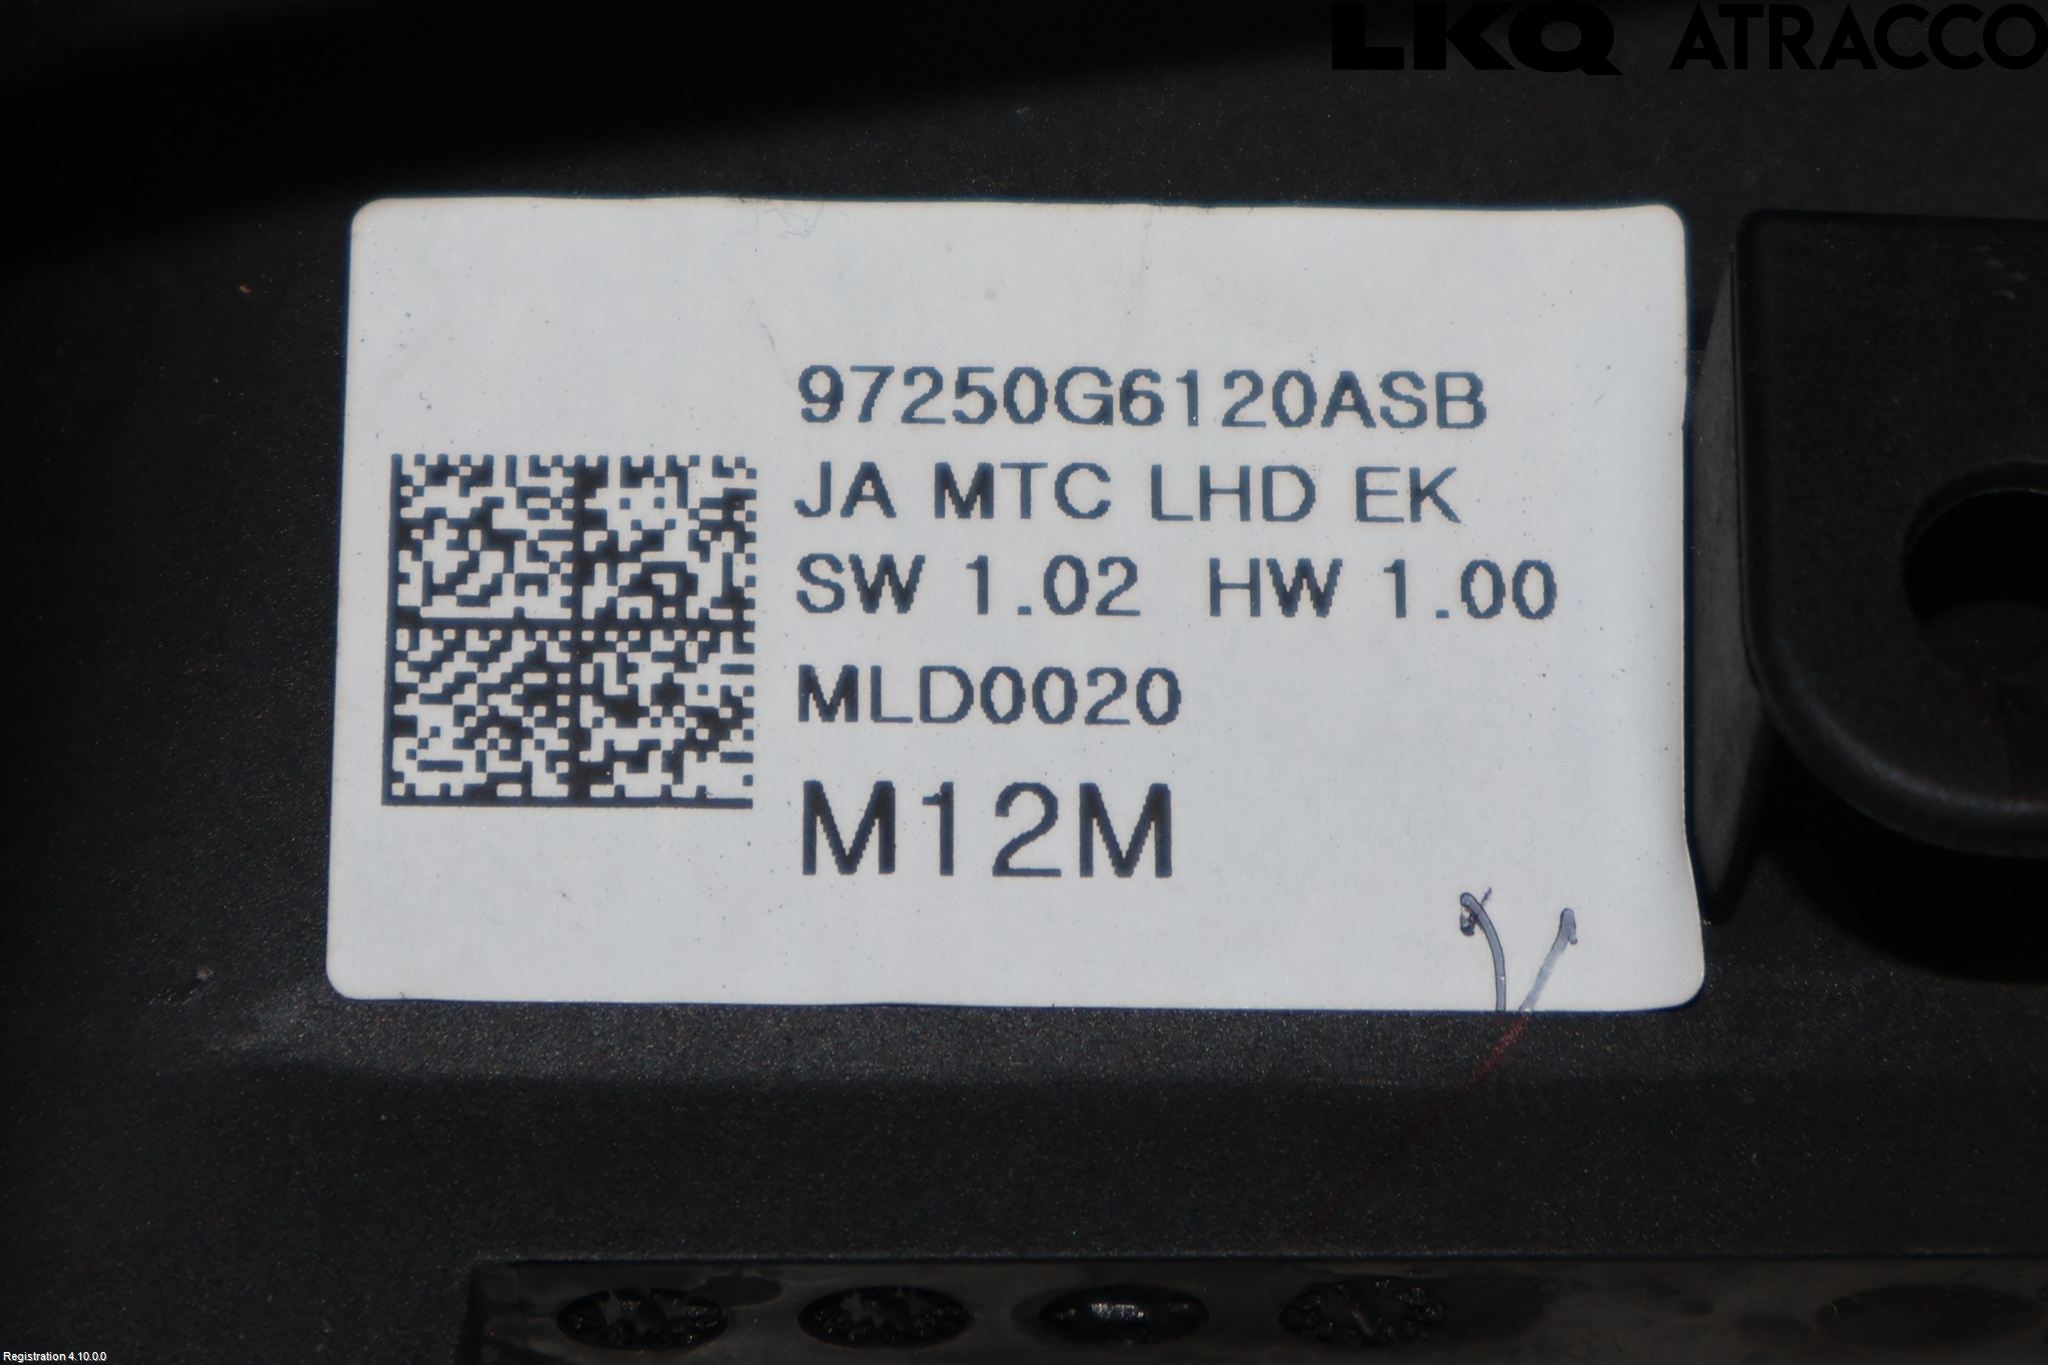 LKQ ATRACCO
97250G6120ASB
JA MTC LHD EK
SW 1.02 HW 1.00
MLD0020
M12M
Registration 4.10.0.0